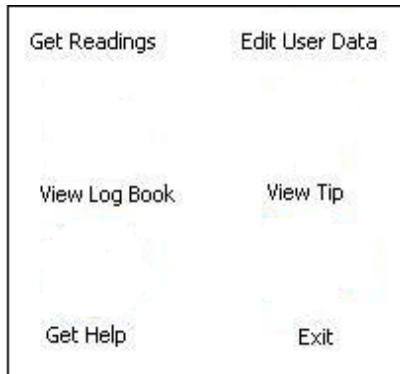 Get Readings
Edit User Data
View Log Book
View Tip
Get Help
Exit